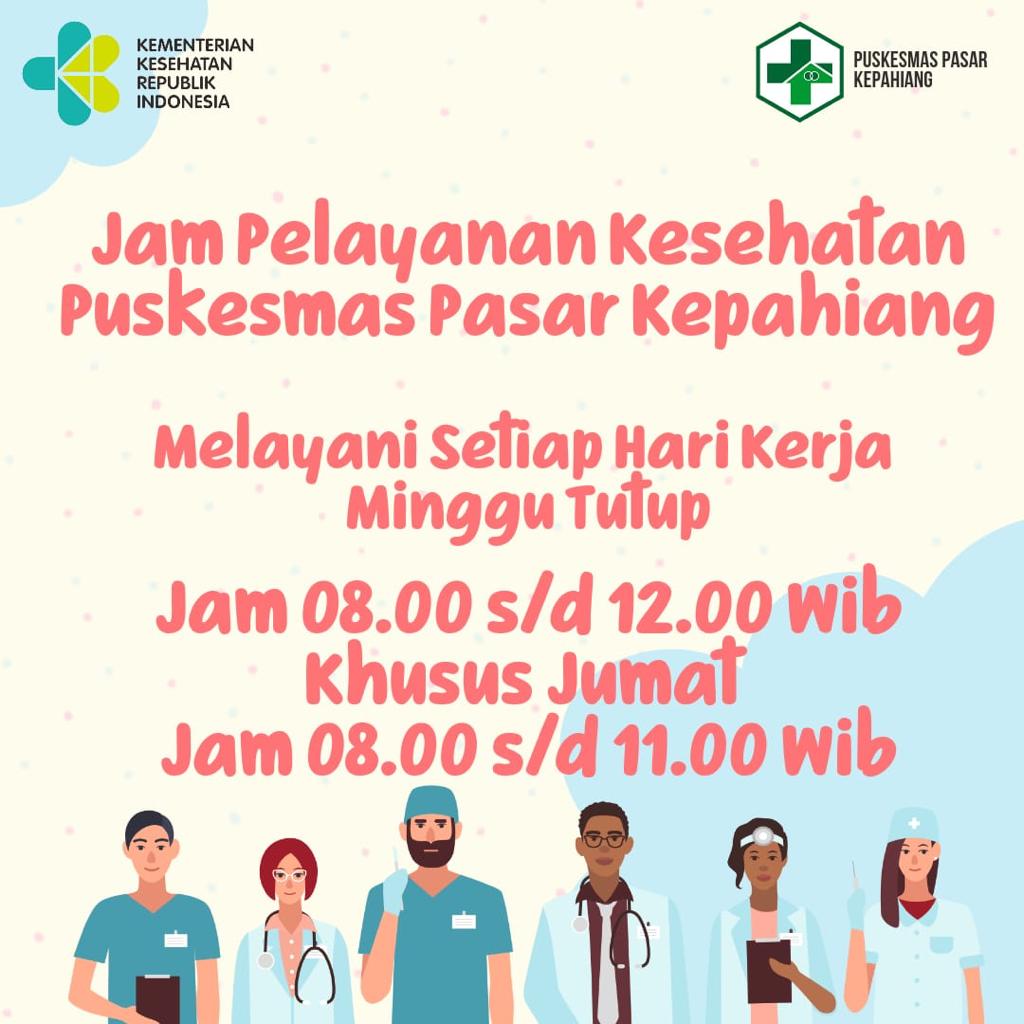 KEMENTERIAN
KESEHATAN
REPUBLIK
INDONESIA
PUSKESMAS PASAR
KEPAHIANG
Jam Pelayanan Kesehatan
Puskesmas Pasar Kepahiang
Melayani Setiap Hari Kerja
Minggu Tutup
Jam 08.00 s/d 12.00 Wib
Khusus Jumat
Jam 08.00 s/d 11.00 Wib